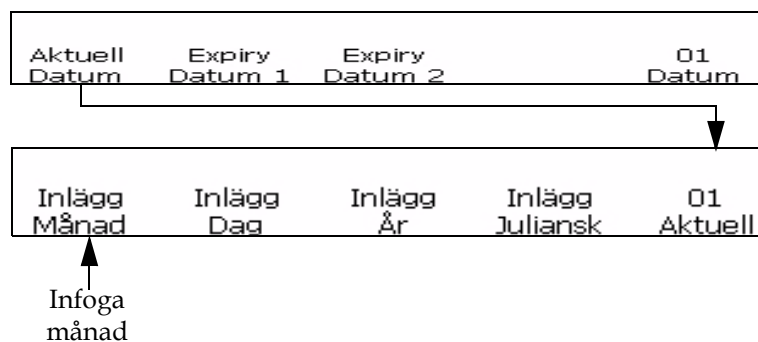 Aktuell Expiry Expiry 01
Datum Datum 1 Datum 2 Datum
Inlägg Inlägg Inlägg Inlägg 01
Månad Dag År Juliansk Aktuell
Infoga
månad